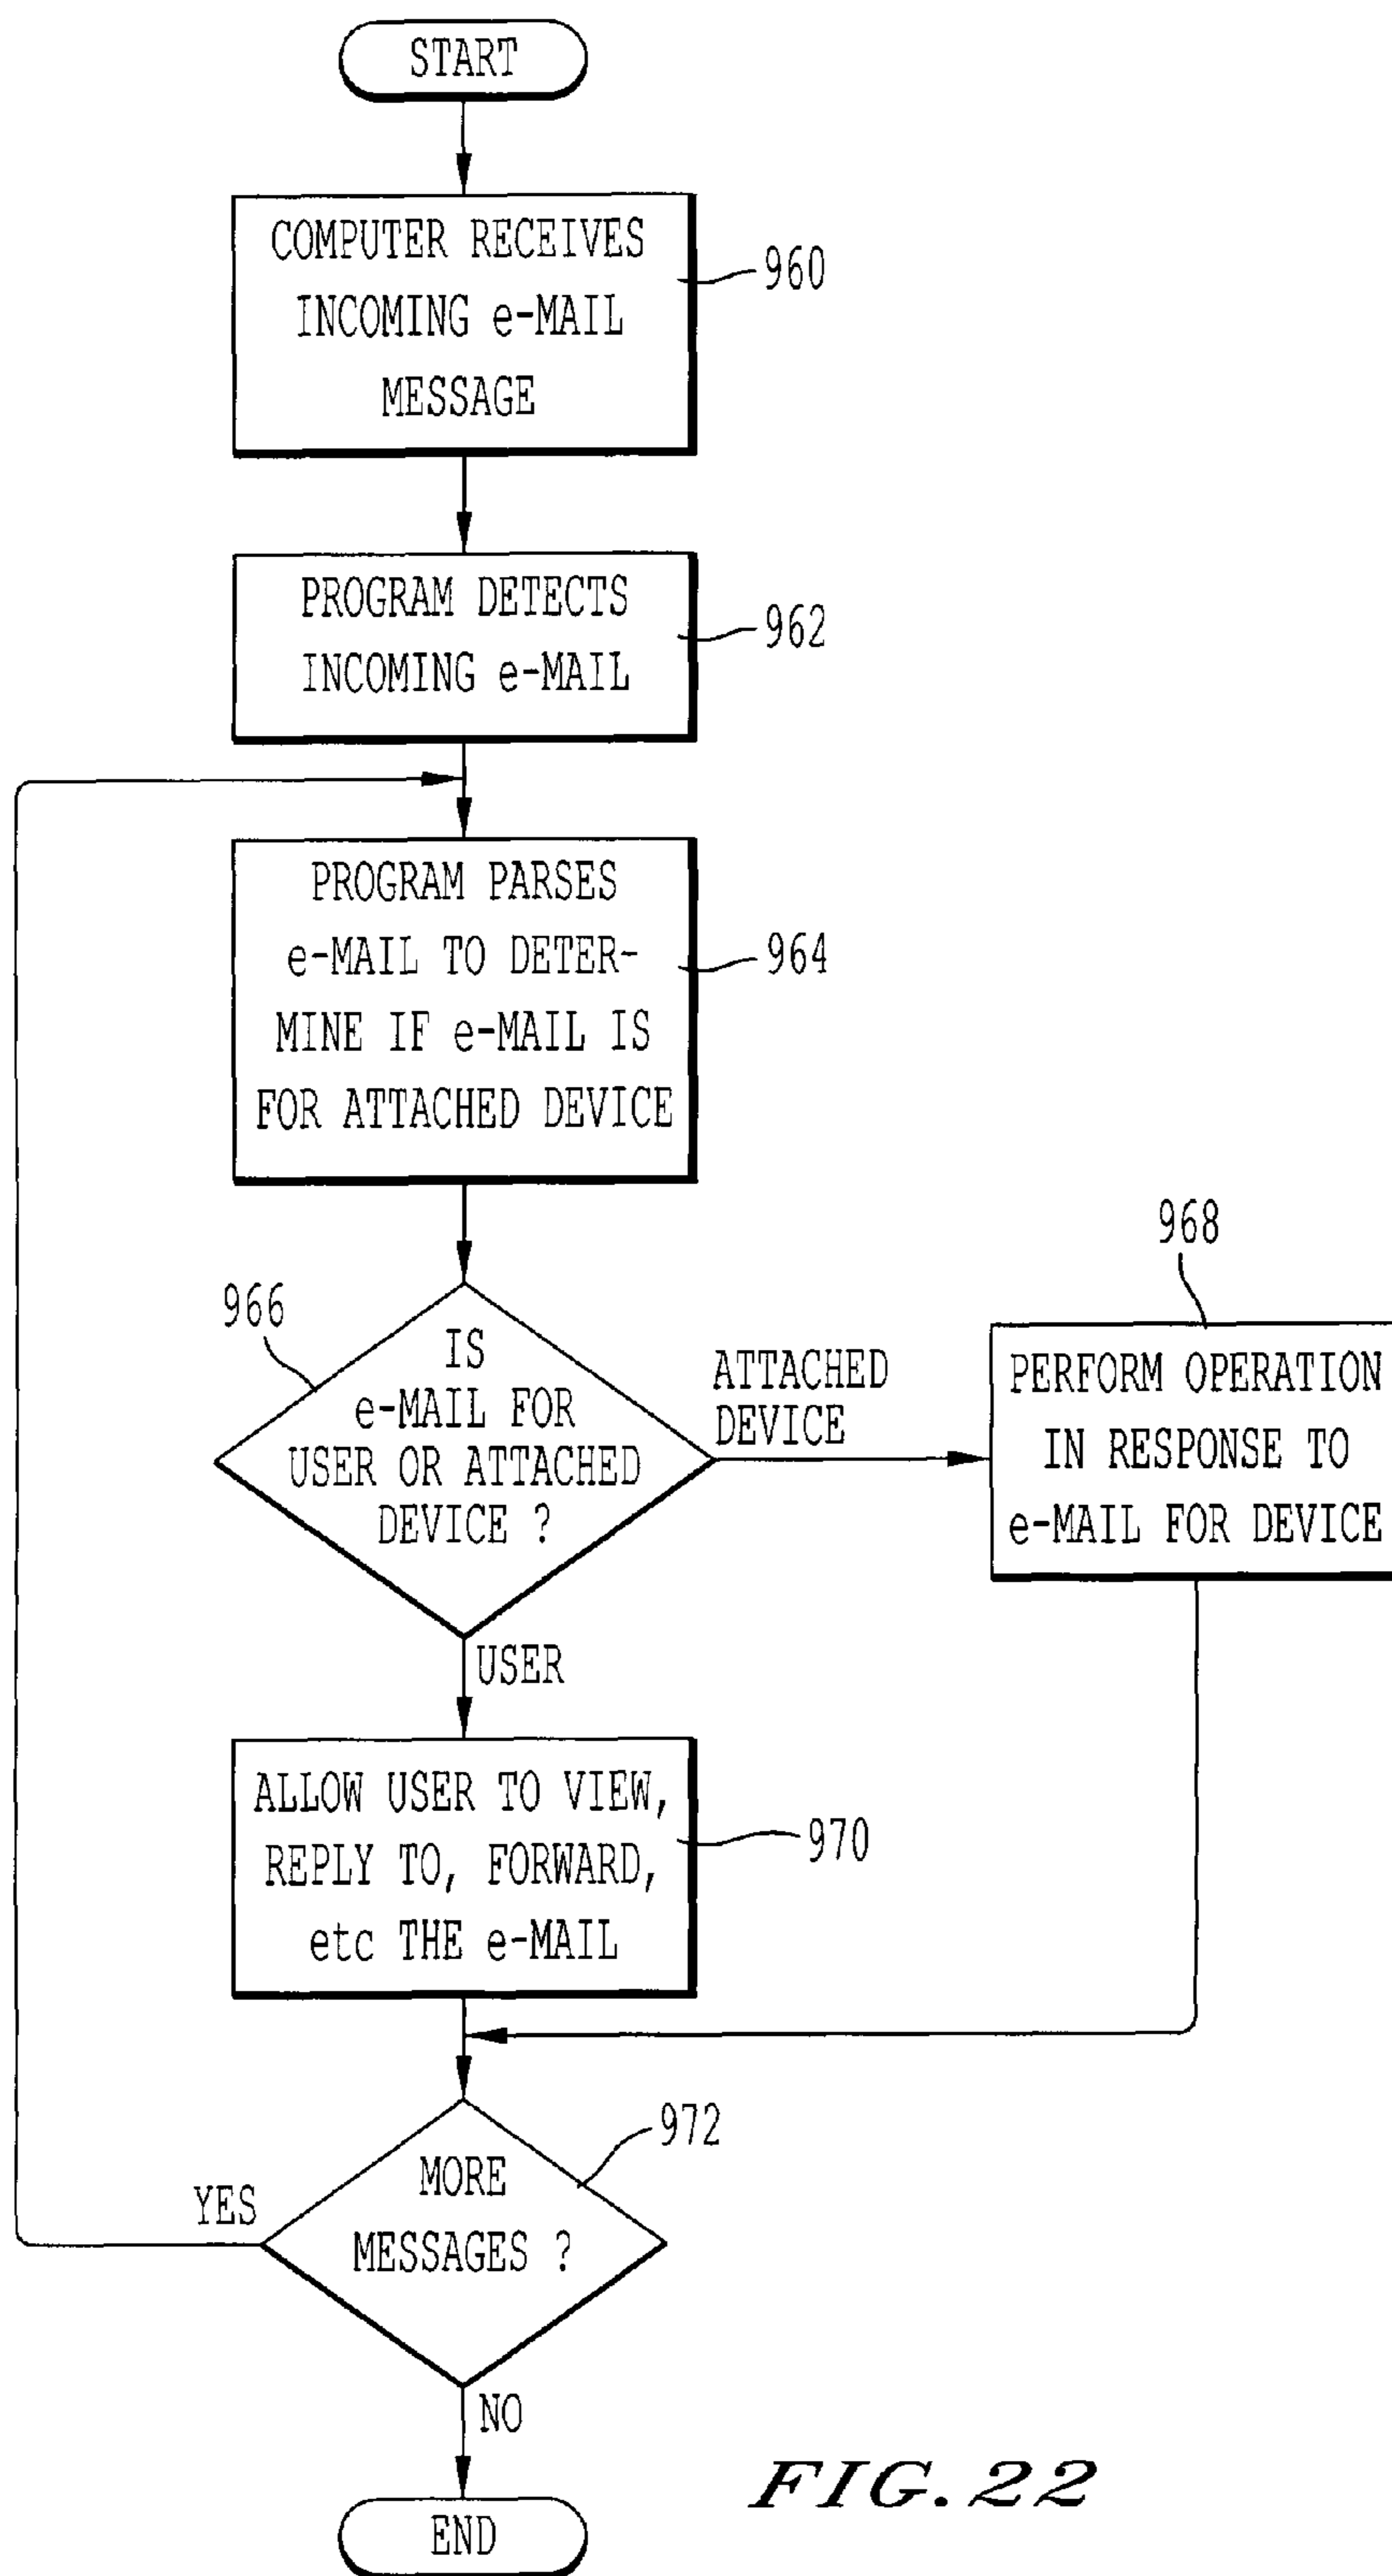 START
COMPUTER RECEIVES
INCOMING e-MAIL
MESSAGE
960
PROGRAM DETECTS
INCOMING e-MAIL
962
PROGRAM PARSES
e-MAIL TO DETER-
MINE IF e-MAIL IS
FOR ATTACHED DEVICE
964
966
IS
e-MAIL FOR
USER OR ATTACHED
DEVICE ?
ATTACHED
DEVICE
968
PERFORM OPERATION
IN RESPONSE TO
e-MAIL FOR DEVICE
USER
ALLOW USER TO VIEW,
REPLY TO, FORWARD,
etc THE e-MAIL
970
972
MORE
MESSAGES ?
YES
NO
END
FIG.22